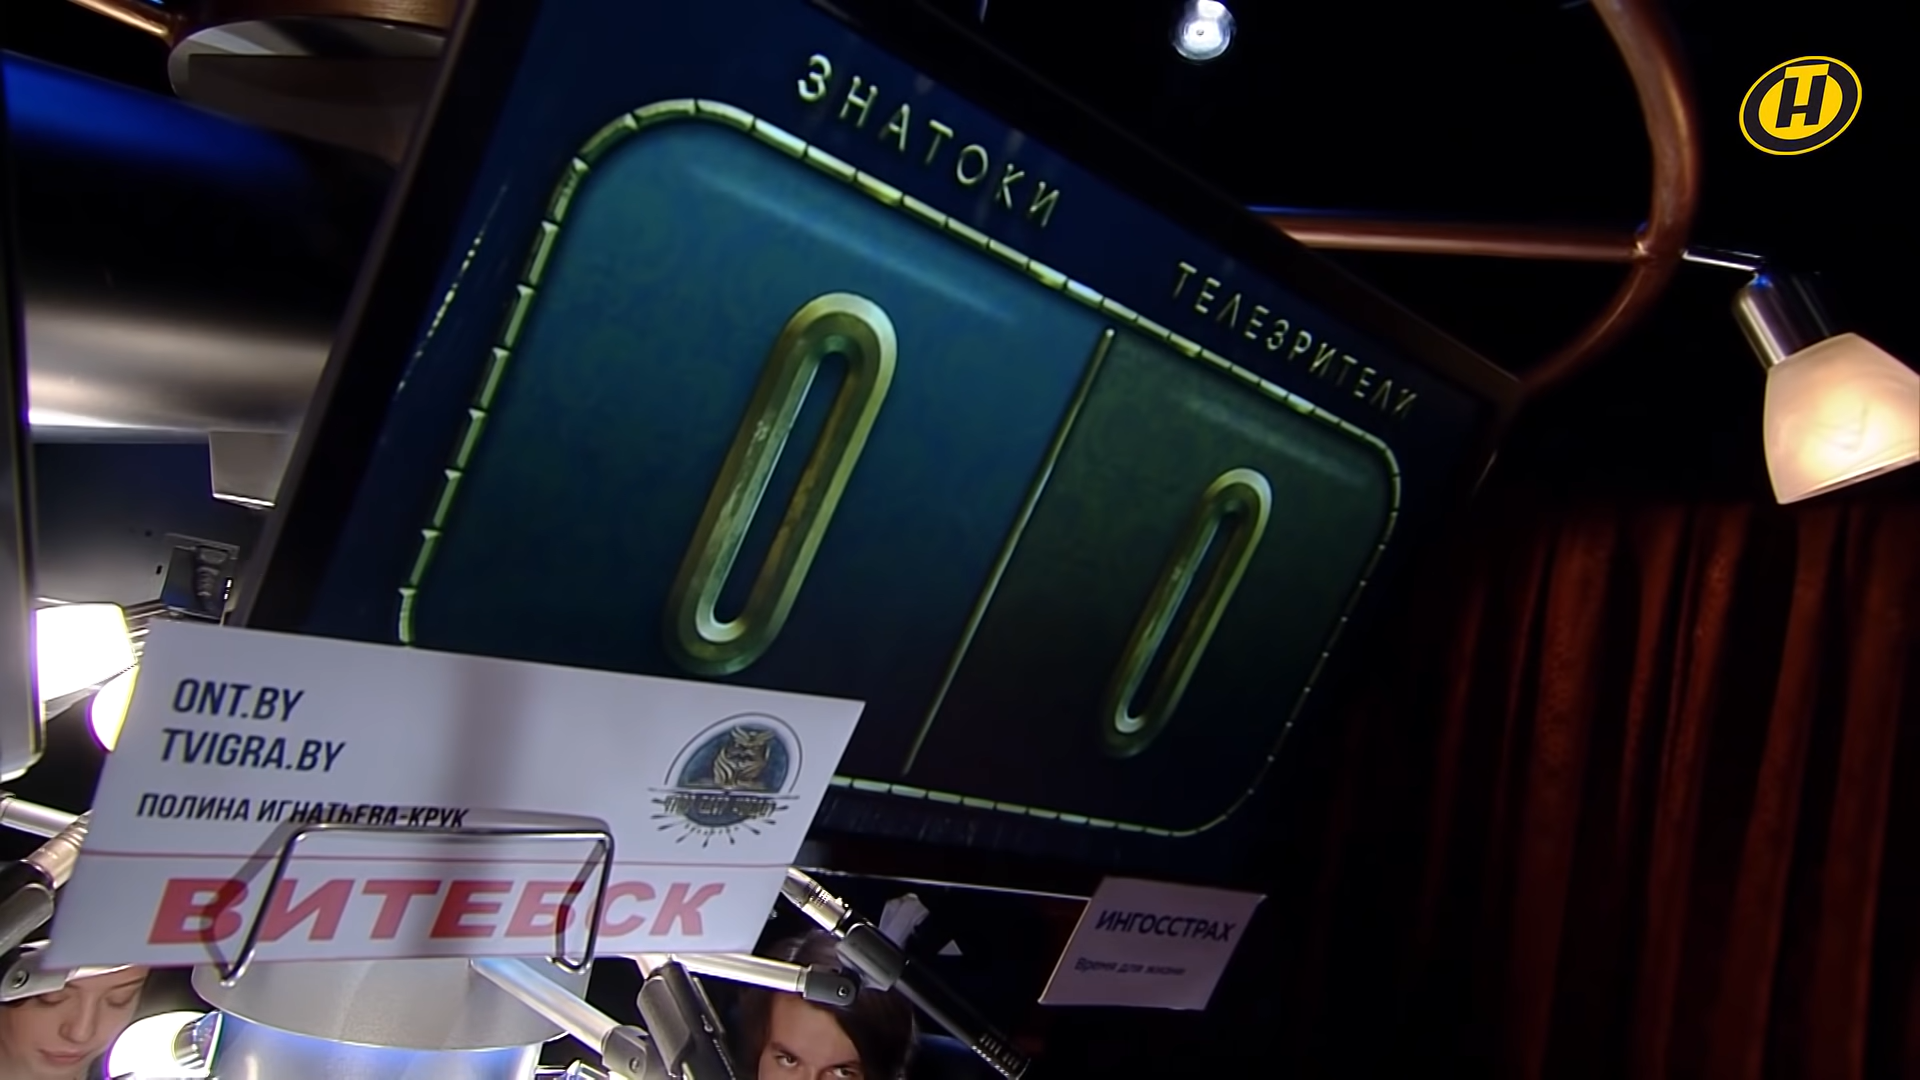 ЗНАТОКИ
ТЕЛЕЗРИТЕЛИ
0 0
ONT.BY
TVIGRA.BY
ПОЛИНА ИГНАТЬЕВА-КРУК
ВИТЕБСК
ИНГОССТРАХ
Время для жизни